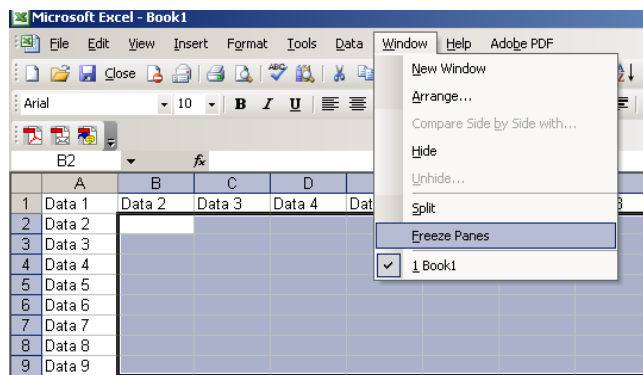 Microsoft Excel - Book1
File Edit View Insert Format Tools Data Window Help Adobe PDF
Close ABC
Arial 10 B I U
B2 fx
New Window
Arrange...
Compare Side by Side with...
Hide
Unhide...
Split
Freeze Panes
1 Book1
A B C D
1 Data 1 Data 2 Data 3 Data 4 Dat 8
2 Data 2
3 Data 3
4 Data 4
5 Data 5
6 Data 6
7 Data 7
8 Data 8
9 Data 9